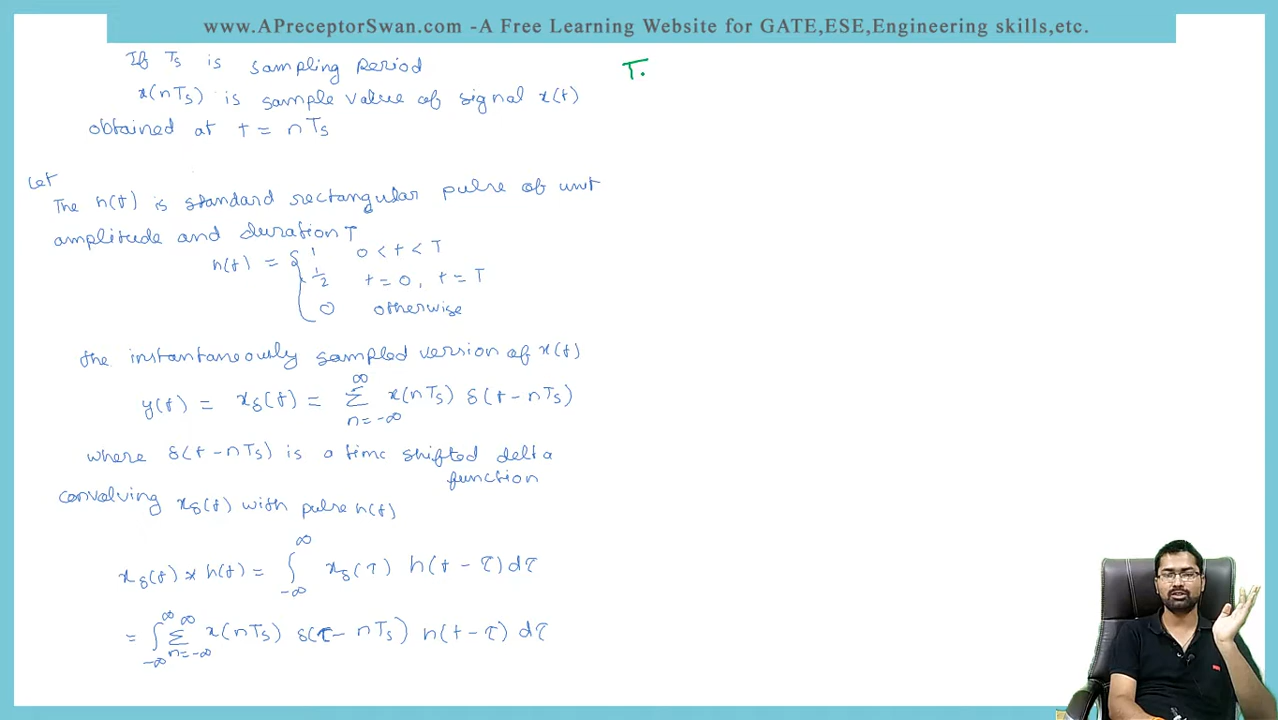 www.APreceptorSwan.com -A Free Learning Website for GATE,ESE,Engineering skills,etc.
If Ts is sampling period
x(nTs) is sample value of signal x(t)
obtained at t = nTs
Let
The h(t) is standard rectangular pulse of unit
amplitude and duration T
h(t) = { 1 0 < t < T
1/2 t = 0, t = T
0 otherwise
the instantaneously sampled version of x(t)
y(t) = xδ(t) = ∑_{n=-∞}^{∞} x(nTs) δ(t - nTs)
where δ(t - nTs) is a time shifted delta
function
convolving xδ(t) with pulse h(t)
xδ(t) * h(t) = ∫_{-∞}^{∞} xδ(τ) h(t - τ) dτ
= ∫_{-∞}^{∞} ∑_{n=-∞}^{∞} x(nTs) δ(τ - nTs) h(t - τ) dτ
T.